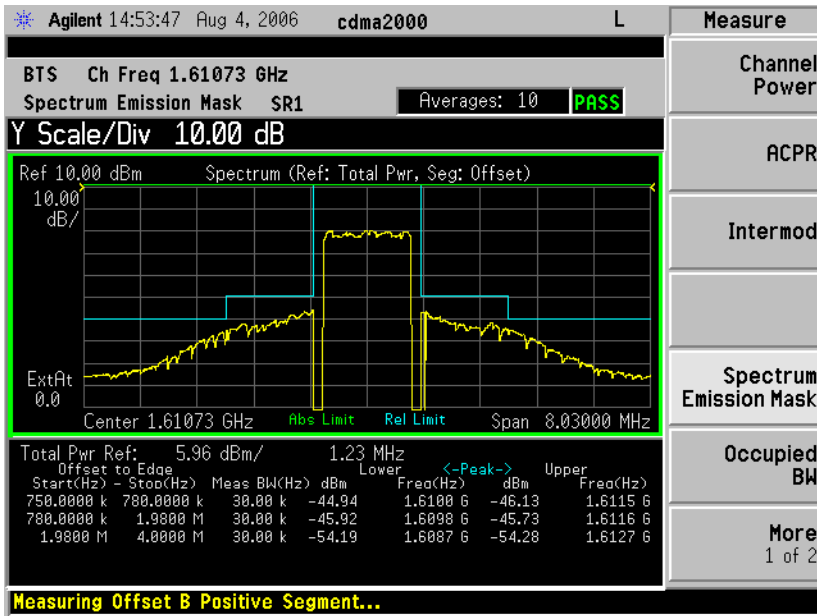 Agilent 14:53:47 Aug 4, 2006 cdma2000 L
BTS Ch Freq 1.61073 GHz
Spectrum Emission Mask SR1 Averages: 10 PASS
Y Scale/Div 10.00 dB
Ref 10.00 dBm Spectrum (Ref: Total Pwr, Seg: Offset)
10.00
dB/
ExtAt
0.0
Center 1.61073 GHz Abs Limit Rel Limit Span 8.03000 MHz
Total Pwr Ref: 5.96 dBm/ 1.23 MHz
Offset to Edge Lower <-Peak-> Upper
Start(Hz) - Stop(Hz) Meas BW(Hz) dBm Freq(Hz) dBm Freq(Hz)
750.0000 k 780.0000 k 30.00 k -44.94 1.6100 G -46.13 1.6115 G
780.0000 k 1.9800 M 30.00 k -45.92 1.6098 G -45.73 1.6116 G
1.9800 M 4.0000 M 30.00 k -54.19 1.6087 G -54.28 1.6127 G
Measuring Offset B Positive Segment...
Measure
Channel
Power
ACPR
Intermod
Spectrum
Emission Mask
Occupied
BW
More
1 of 2